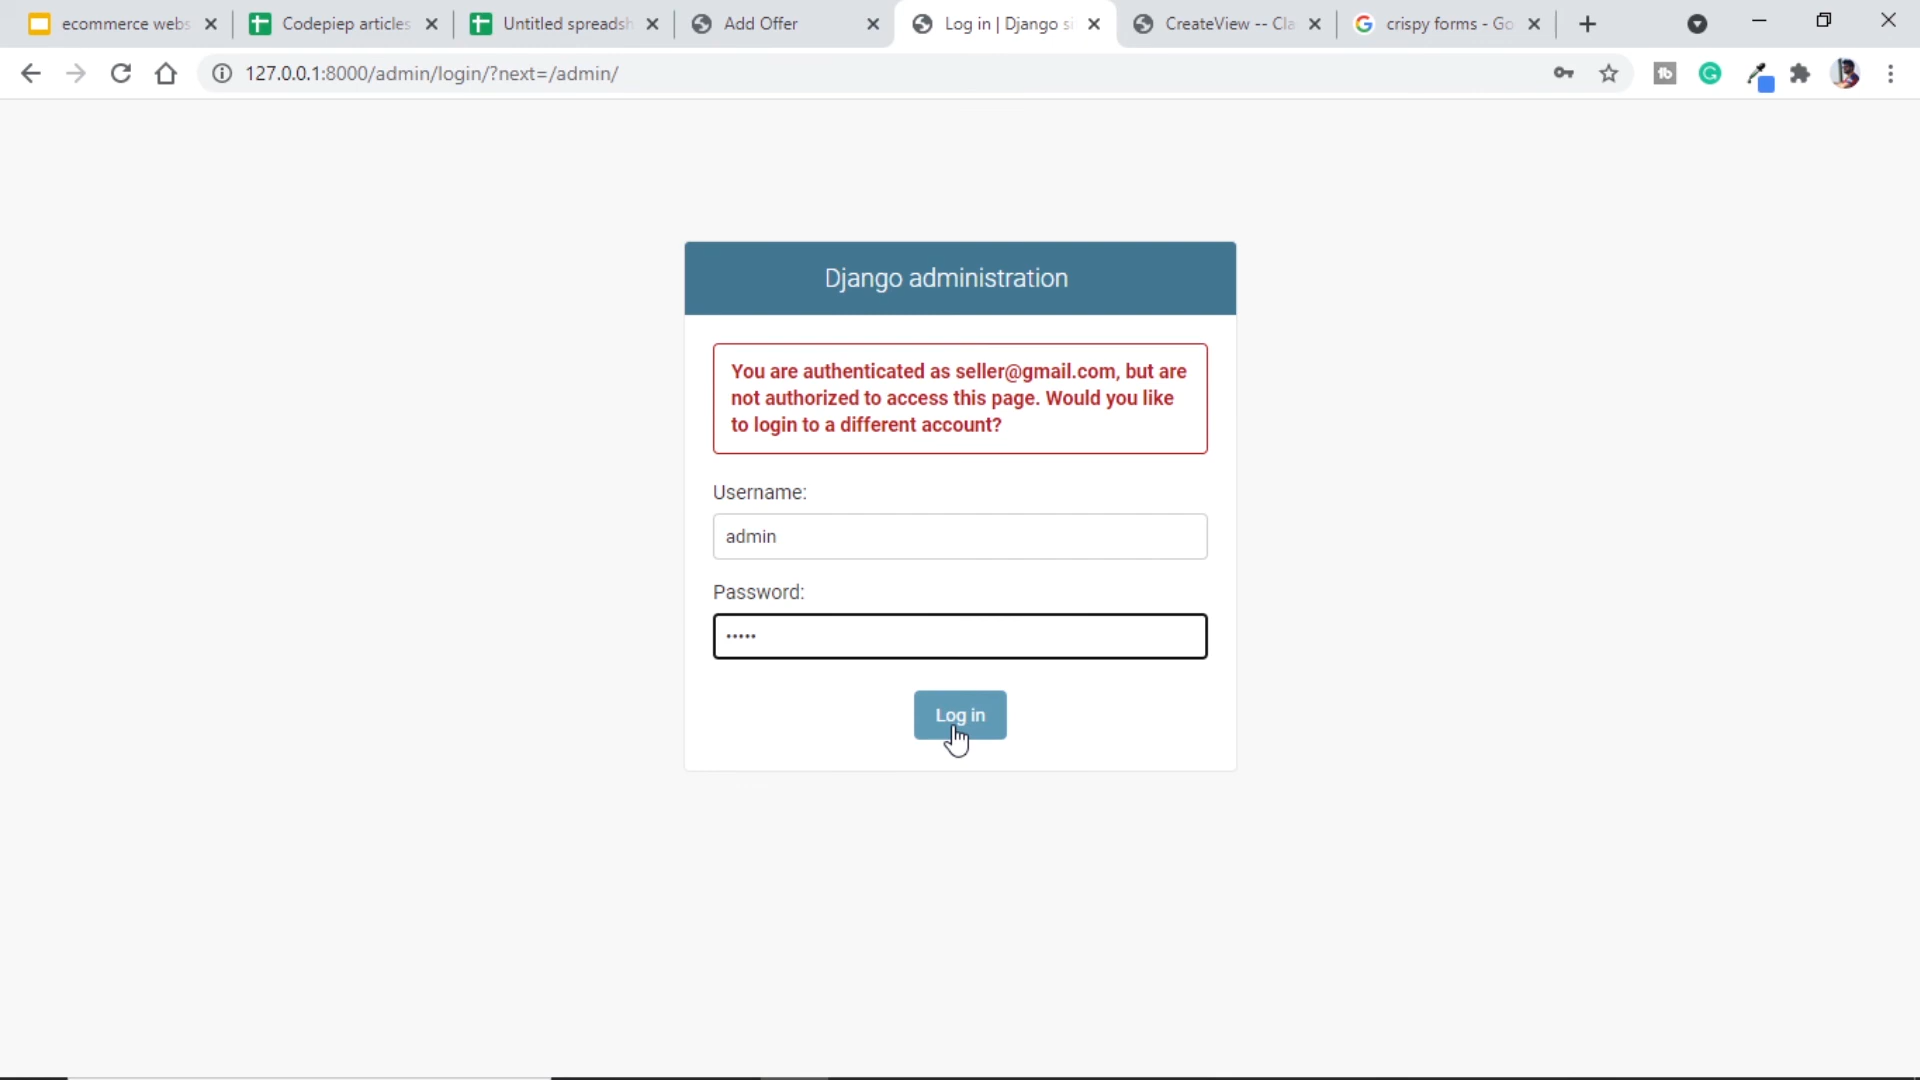 ecommerce webs
Codepiep articles
Untitled spreadsh
Add Offer
Log in | Django si
CreateView -- Cla
crispy forms - Go
127.0.0.1:8000/admin/login/?next=/admin/
Django administration
You are authenticated as seller@gmail.com, but are
not authorized to access this page. Would you like
to login to a different account?
Username:
admin
Password:
•••••
Log in